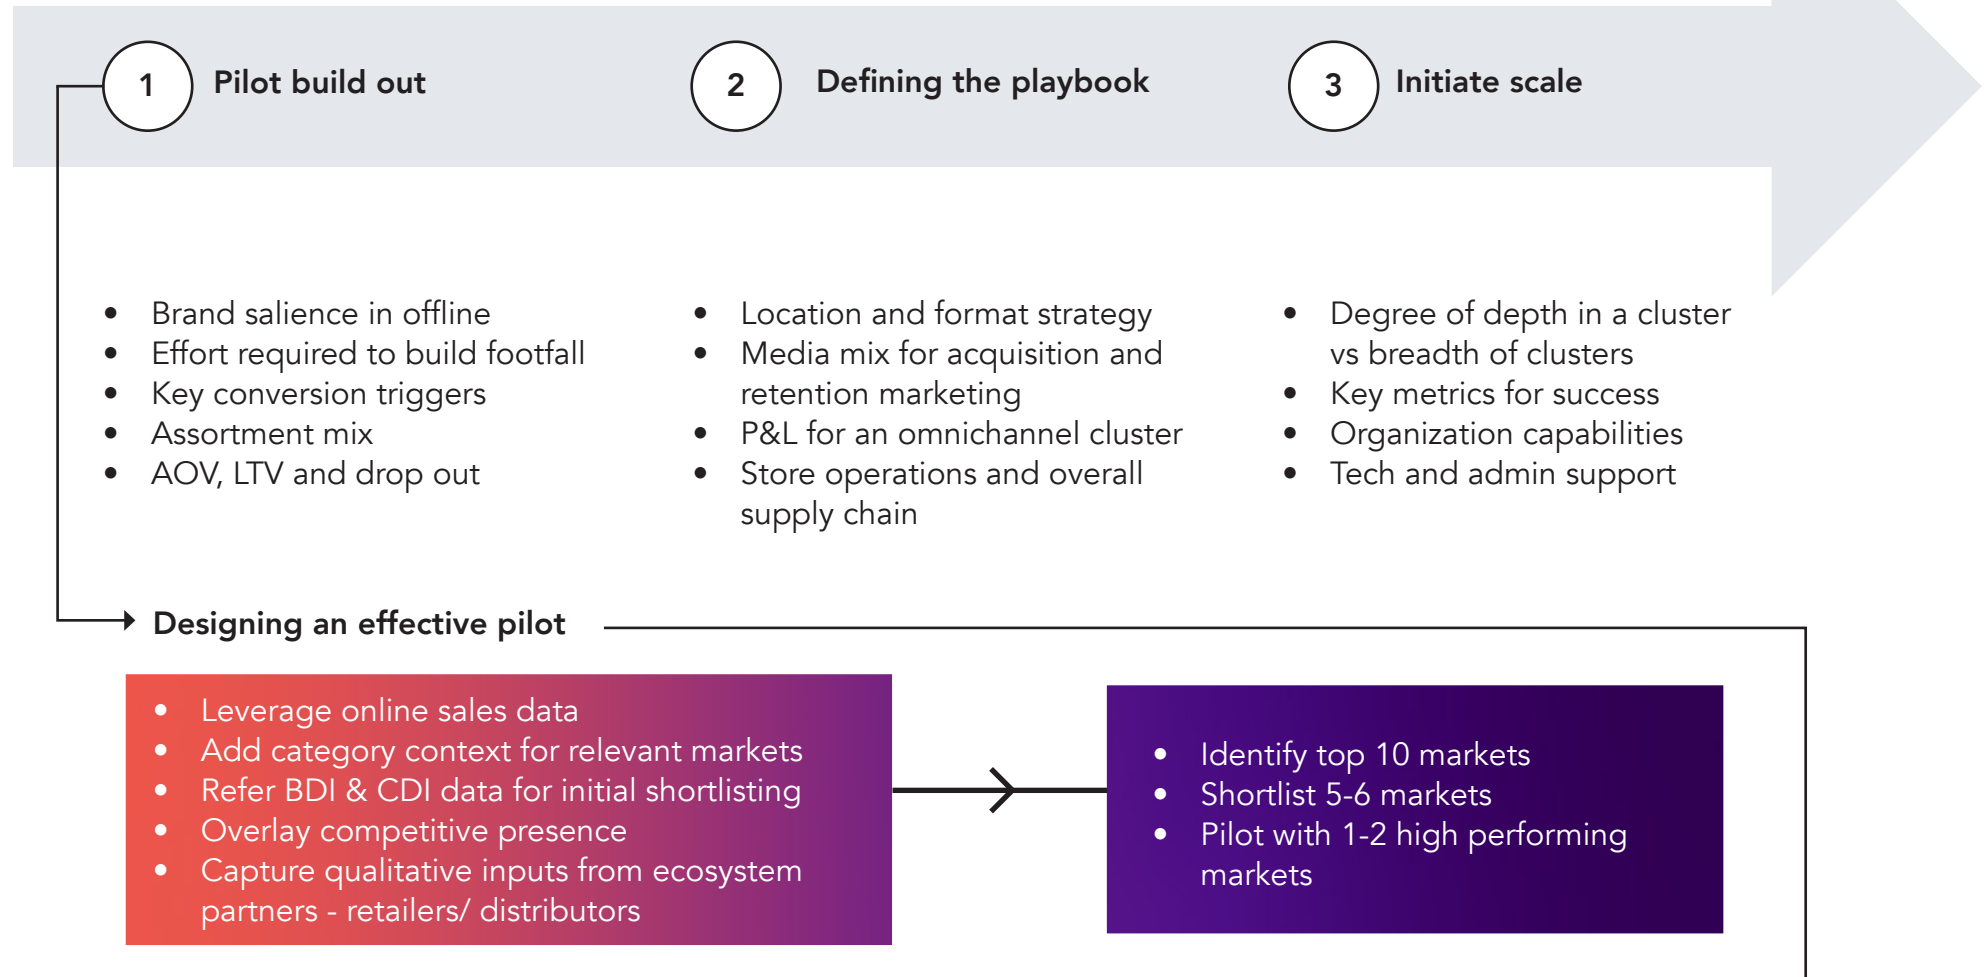 1 Pilot build out
2 Defining the playbook
3 Initiate scale
• Brand salience in offline
• Effort required to build footfall
• Key conversion triggers
• Assortment mix
• AOV, LTV and drop out
• Location and format strategy
• Media mix for acquisition and
retention marketing
• P&L for an omnichannel cluster
• Store operations and overall
supply chain
• Degree of depth in a cluster
vs breadth of clusters
• Key metrics for success
• Organization capabilities
• Tech and admin support
Designing an effective pilot
• Leverage online sales data
• Add category context for relevant markets
• Refer BDI & CDI data for initial shortlisting
• Overlay competitive presence
• Capture qualitative inputs from ecosystem
partners - retailers/ distributors
• Identify top 10 markets
• Shortlist 5-6 markets
• Pilot with 1-2 high performing
markets